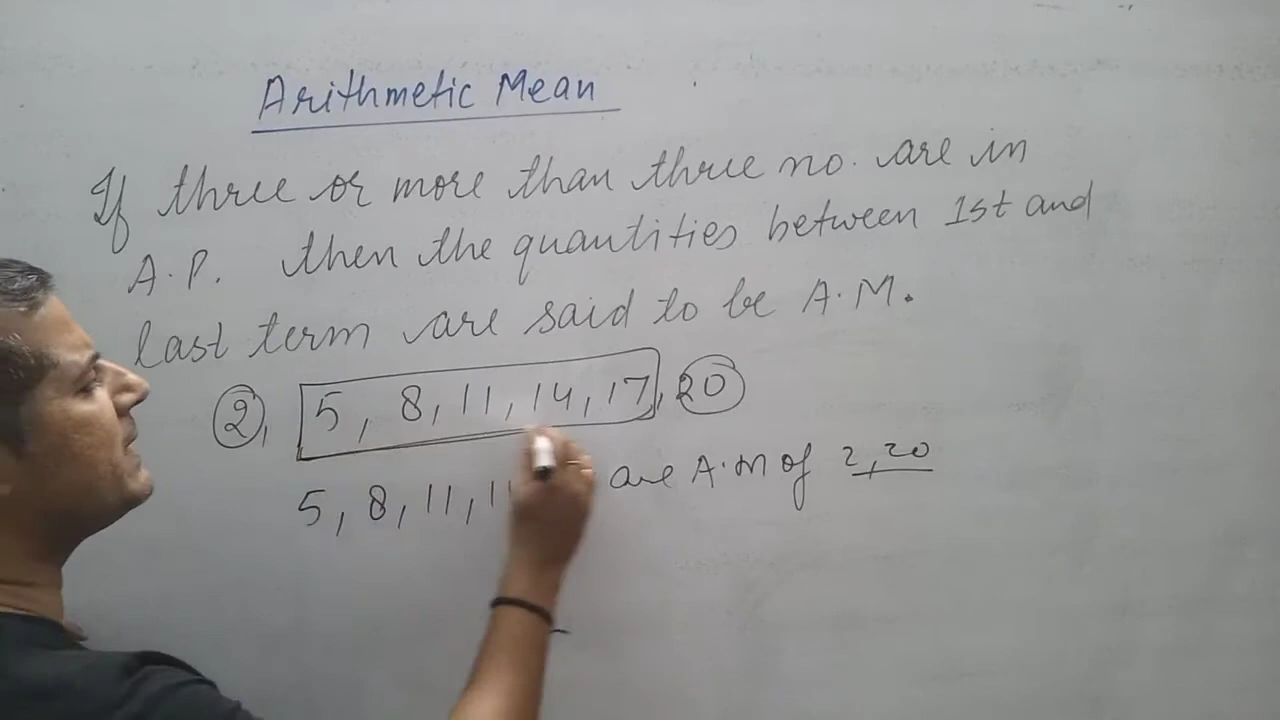 Arithmetic Mean
If three or more than three no. are in
A.P. then the quantities between 1st and
last term are said to be A.M.
2, 5, 8, 11, 14, 17, 20
5, 8, 11, are A.M of 2, 20